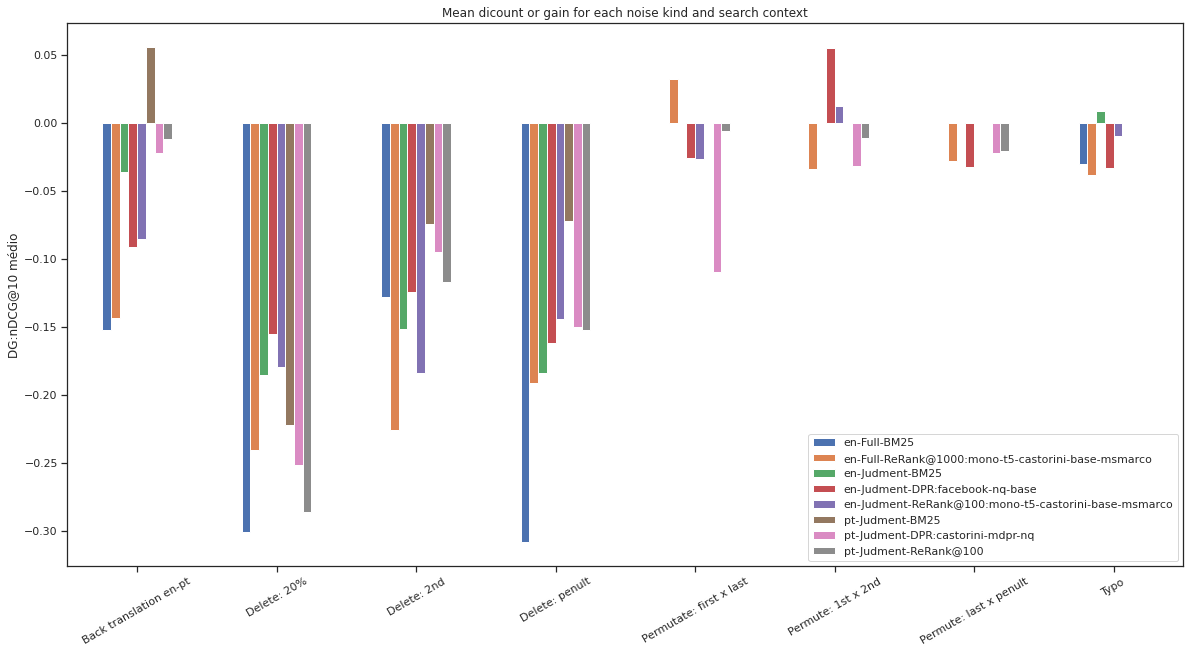 Mean dicount or gain for each noise kind and search context
DG:nDCG@10 médio
0.05
0.00
−0.05
−0.10
−0.15
−0.20
−0.25
−0.30
Back translation en-pt
Delete: 20%
Delete: 2nd
Delete: penult
Permutate: first x last
Permute: 1st x 2nd
Permute: last x penult
Typo
en-Full-BM25
en-Full-ReRank@1000:mono-t5-castorini-base-msmarco
en-Judment-BM25
en-Judment-DPR:facebook-nq-base
en-Judment-ReRank@100:mono-t5-castorini-base-msmarco
pt-Judment-BM25
pt-Judment-DPR:castorini-mdpr-nq
pt-Judment-ReRank@100